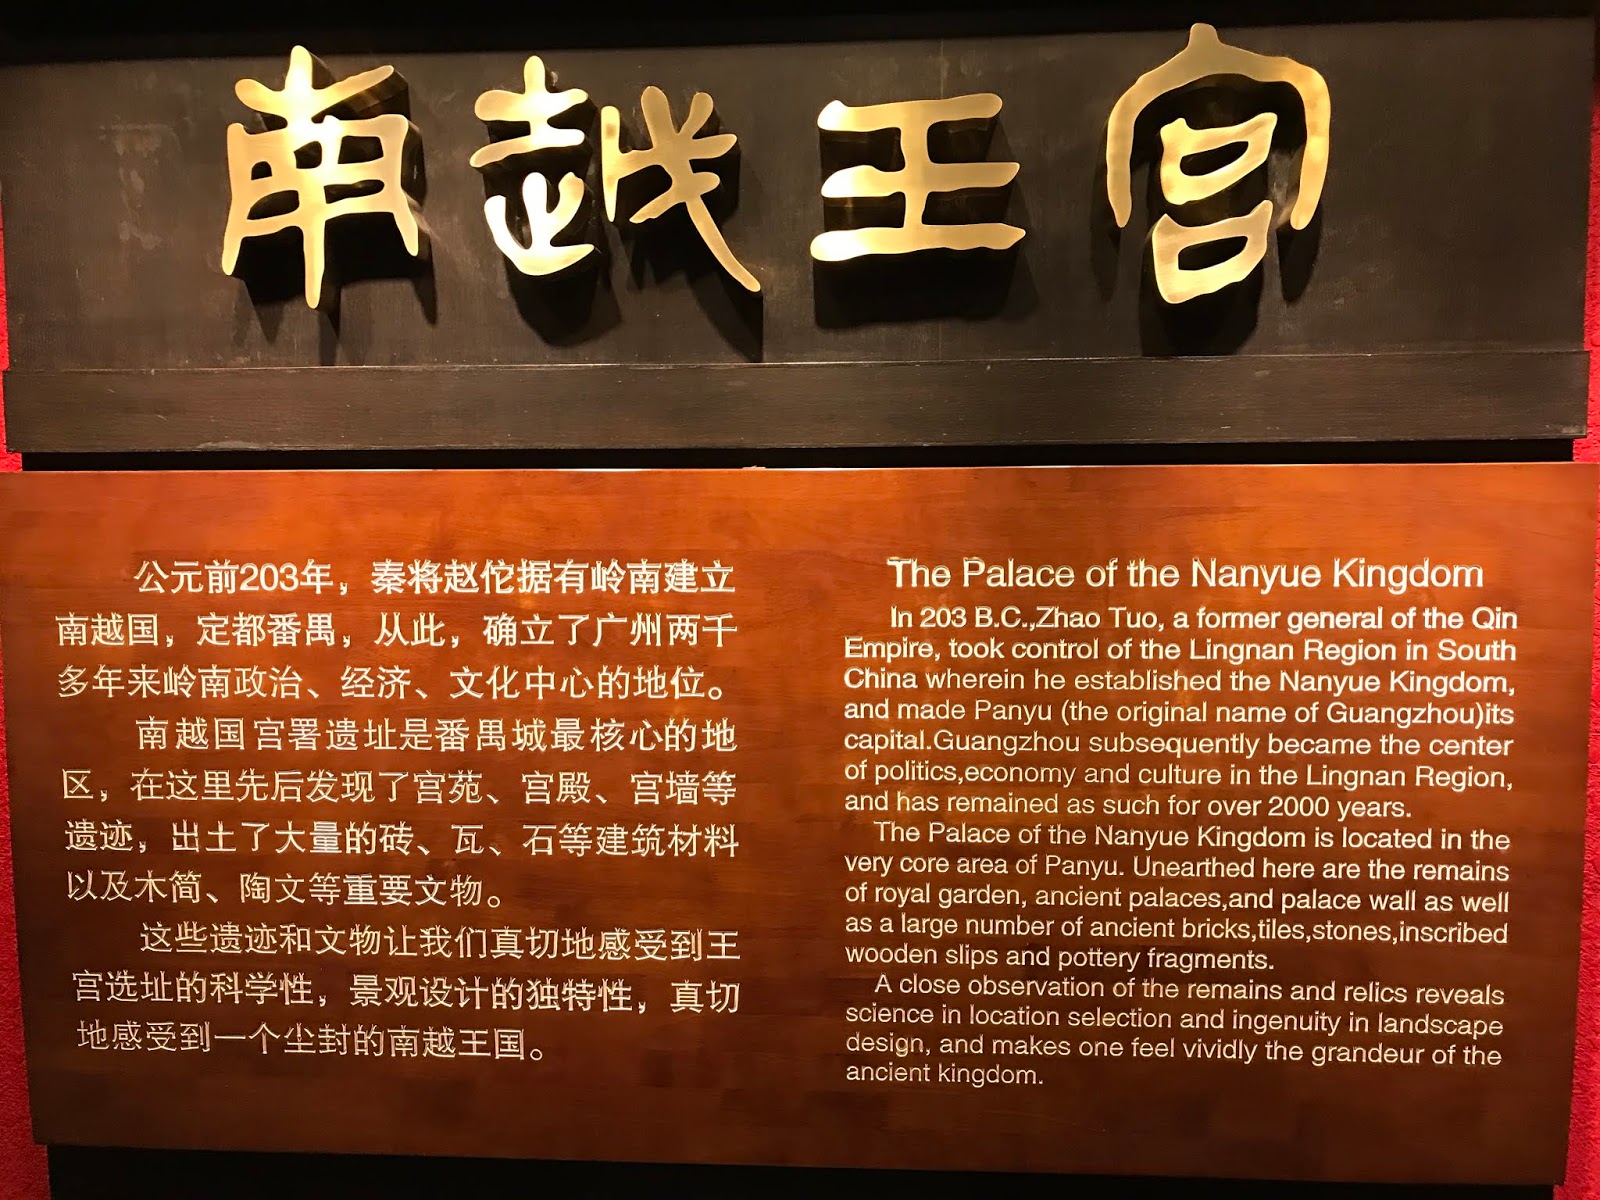 南越王宫
公元前203年，秦将赵佗据有岭南建立
南越国，定都番禺，从此，确立了广州两千
多年来岭南政治、经济、文化中心的地位。
南越国宫署遗址是番禺城最核心的地
区，在这里先后发现了宫苑、宫殿、宫墙等
遗迹，出土了大量的砖、瓦、石等建筑材料
以及木简、陶文等重要文物。
这些遗迹和文物让我们真切地感受到王
宫选址的科学性，景观设计的独特性，真切
地感受到一个尘封的南越王国。
The Palace of the Nanyue Kingdom
In 203 B.C.,Zhao Tuo, a former general of the Qin
Empire, took control of the Lingnan Region in South
China wherein he established the Nanyue Kingdom,
and made Panyu (the original name of Guangzhou)its
capital.Guangzhou subsequently became the center
of politics,economy and culture in the Lingnan Region,
and has remained as such for over 2000 years.
The Palace of the Nanyue Kingdom is located in the
very core area of Panyu. Unearthed here are the remains
of royal garden, ancient palaces,and palace wall as well
as a large number of ancient bricks,tiles,stones,inscribed
wooden slips and pottery fragments.
A close observation of the remains and relics reveals
science in location selection and ingenuity in landscape
design, and makes one feel vividly the grandeur of the
ancient kingdom.